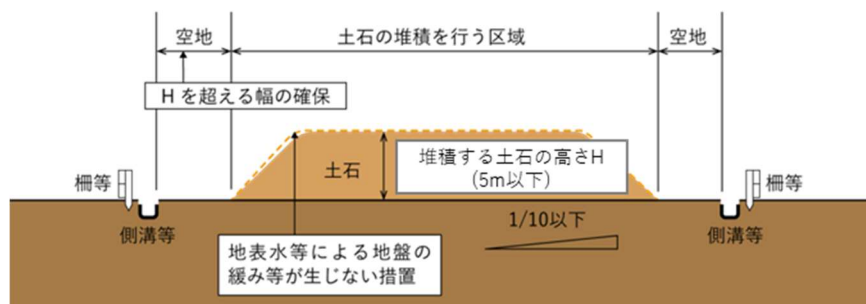 空地
土石の堆積を行う区域
空地
Hを超える幅の確保
土石
堆積する土石の高さH
(5m以下)
柵等
柵等
側溝等
1/10以下
側溝等
地表水等による地盤の
緩み等が生じない措置